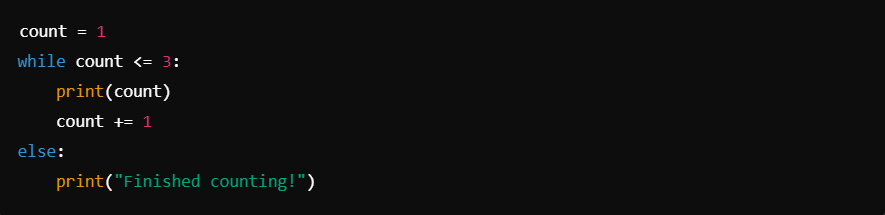 count = 1
while count <= 3:
    print(count)
    count += 1
else:
    print("Finished counting!")